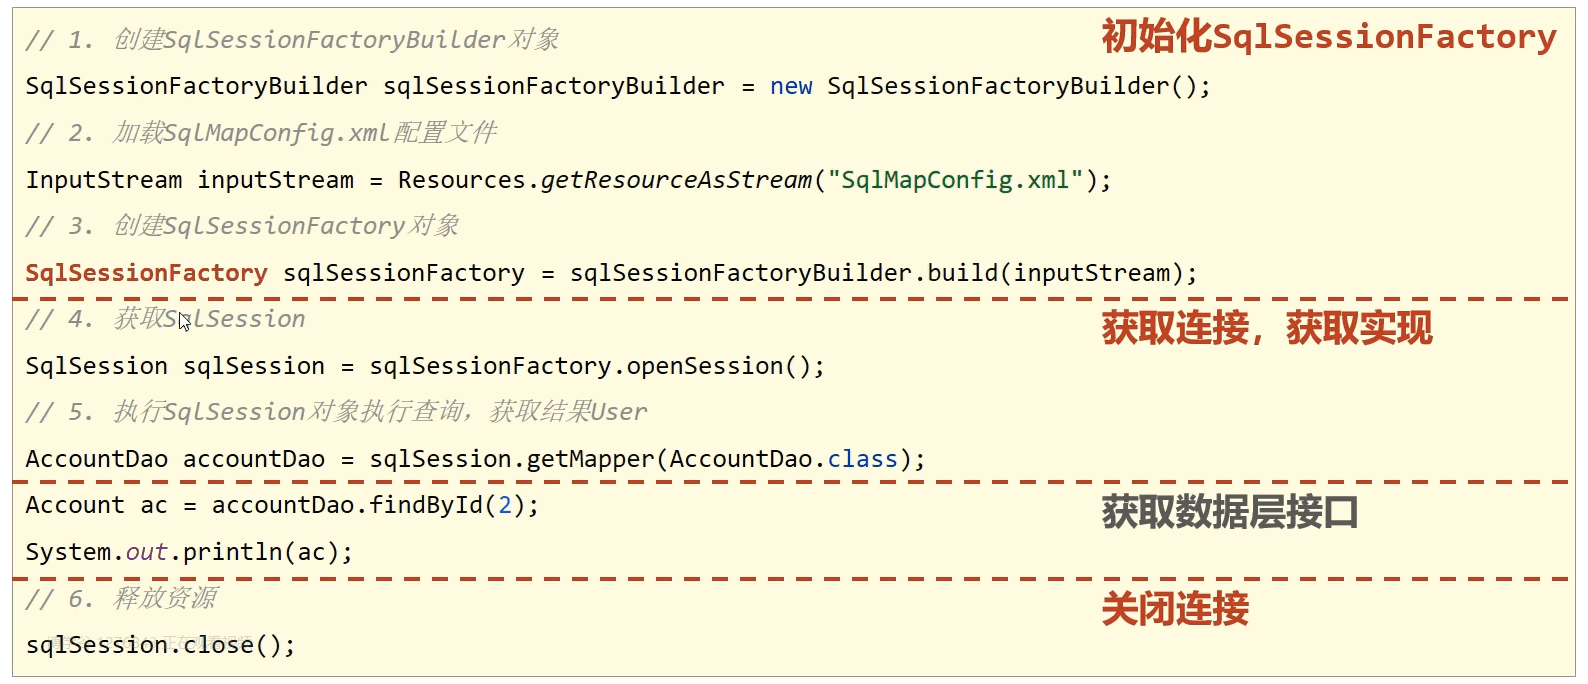 // 1. 创建SqlSessionFactoryBuilder对象
初始化SqlSessionFactory
SqlSessionFactoryBuilder sqlSessionFactoryBuilder = new SqlSessionFactoryBuilder();
// 2. 加载SqlMapConfig.xml配置文件
InputStream inputStream = Resources.getResourceAsStream("SqlMapConfig.xml");
// 3. 创建SqlSessionFactory对象
SqlSessionFactory sqlSessionFactory = sqlSessionFactoryBuilder.build(inputStream);
// 4. 获取SqlSession
获取连接，获取实现
SqlSession sqlSession = sqlSessionFactory.openSession();
// 5. 执行SqlSession对象执行查询，获取结果User
AccountDao accountDao = sqlSession.getMapper(AccountDao.class);
Account ac = accountDao.findById(2);
获取数据层接口
System.out.println(ac);
// 6. 释放资源
关闭连接
sqlSession.close();
正在观看视频